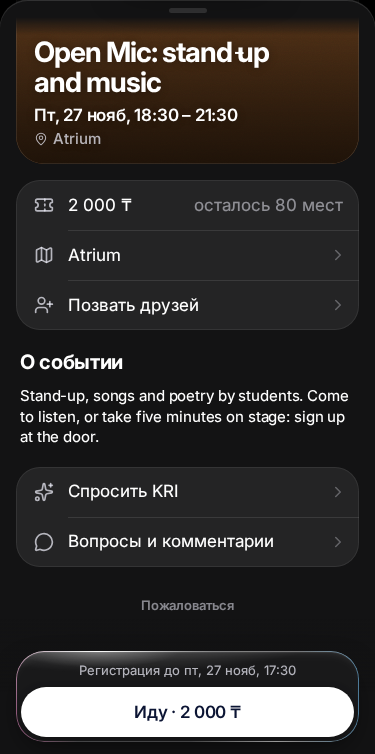 Open Mic: stand-up
and music
Пт, 27 нояб, 18:30 – 21:30
Atrium
2 000 ₸
осталось 80 мест
Atrium
Позвать друзей
О событии
Stand-up, songs and poetry by students. Come
to listen, or take five minutes on stage: sign up
at the door.
Спросить KRI
Вопросы и комментарии
Пожаловаться
Регистрация до пт, 27 нояб, 17:30
Иду · 2 000 ₸